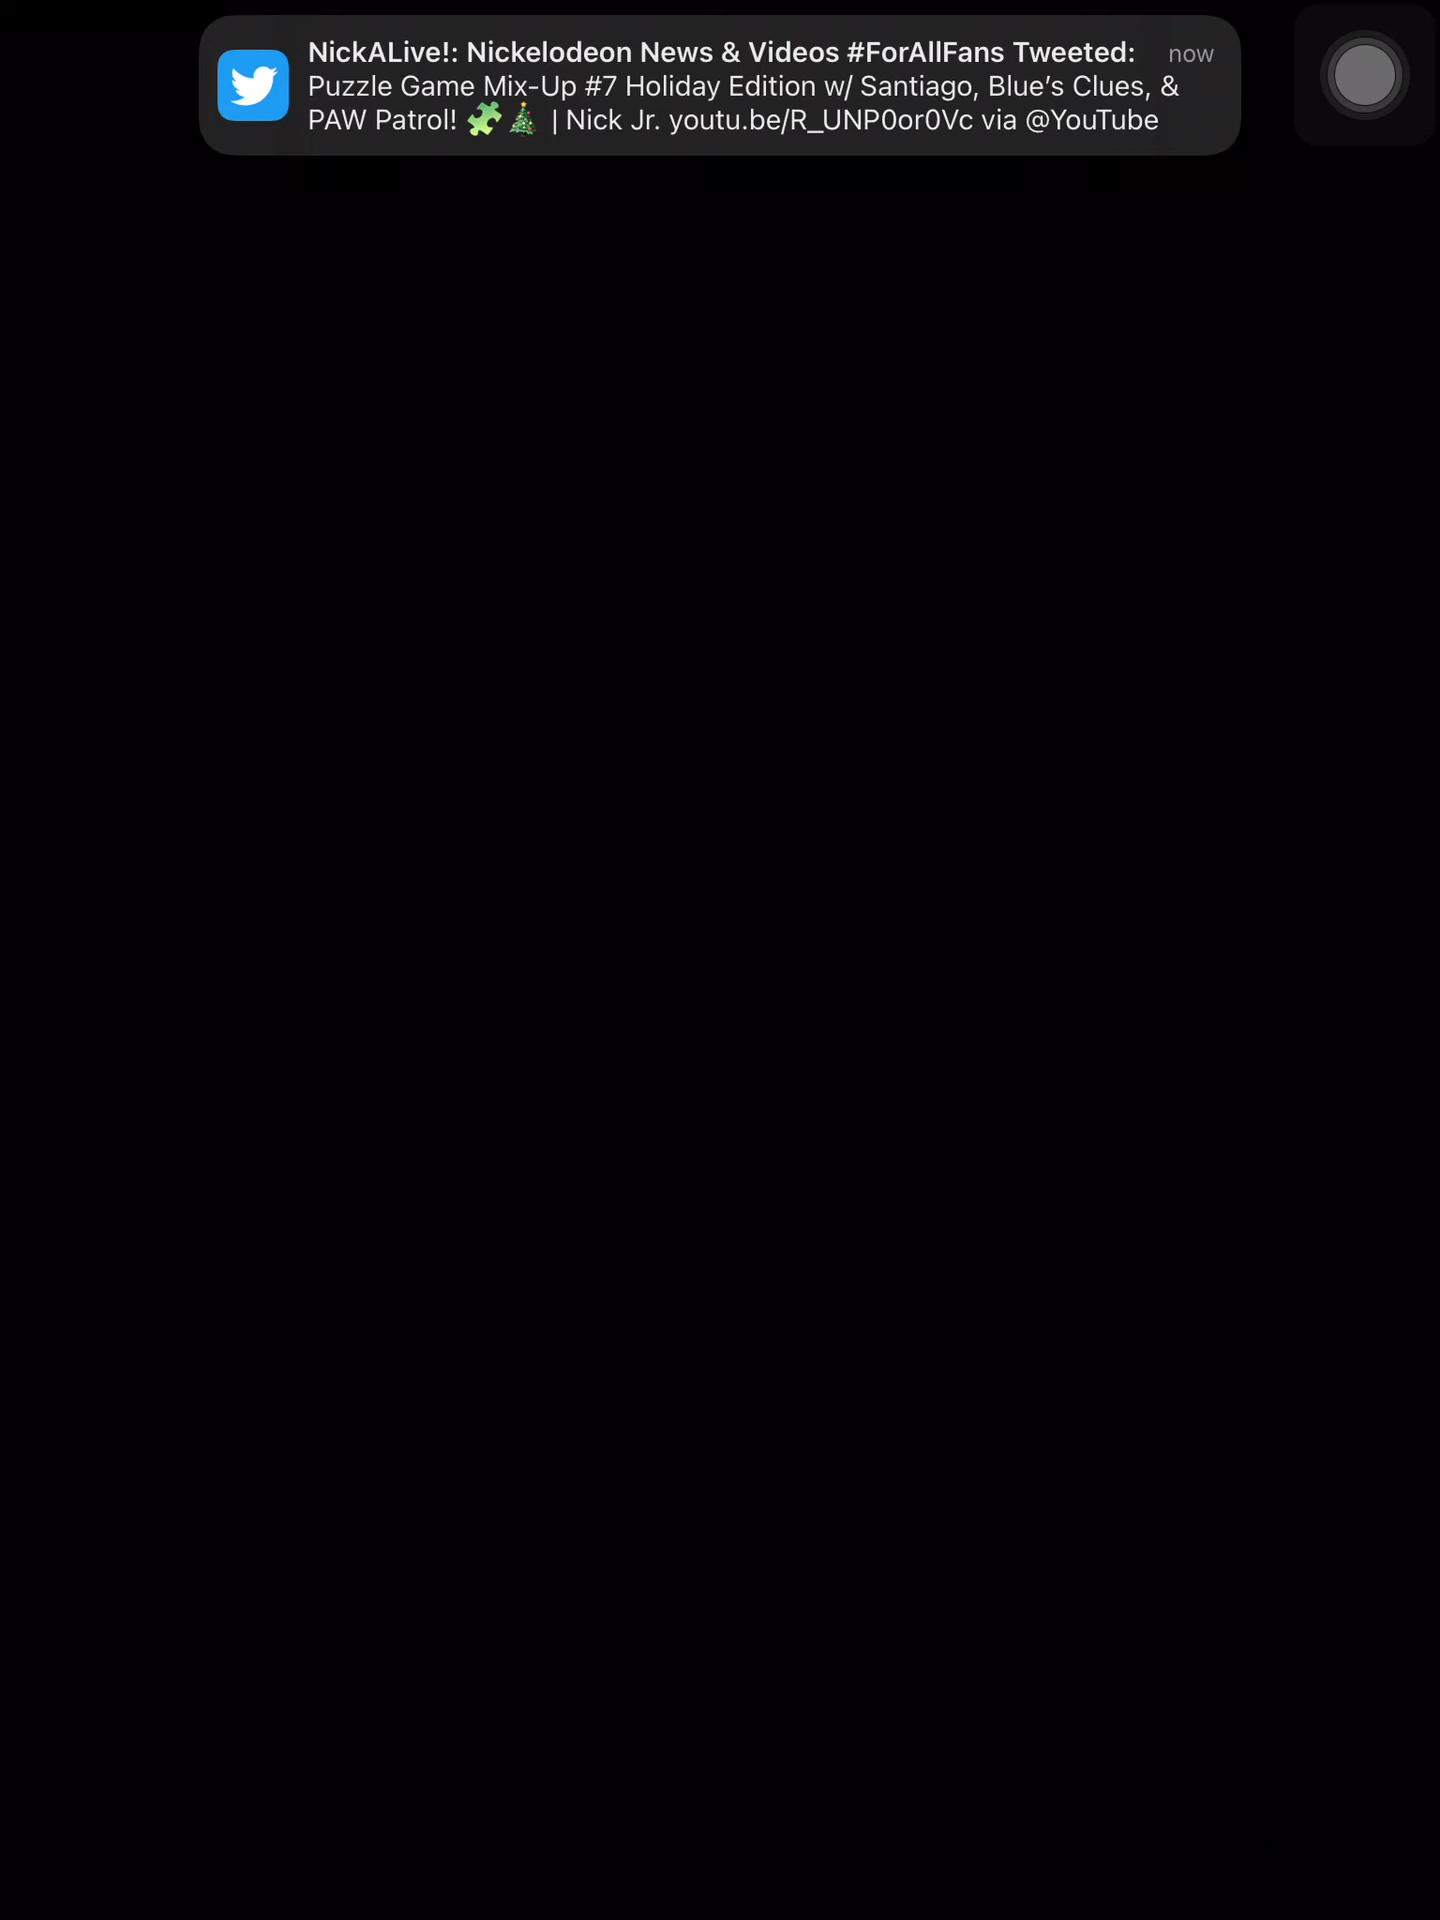 NickALive!: Nickelodeon News & Videos #ForAllFans Tweeted: now
Puzzle Game Mix-Up #7 Holiday Edition w/ Santiago, Blue’s Clues, &
PAW Patrol! 🧩🎄 | Nick Jr. youtu.be/R_UNP0or0Vc via @YouTube